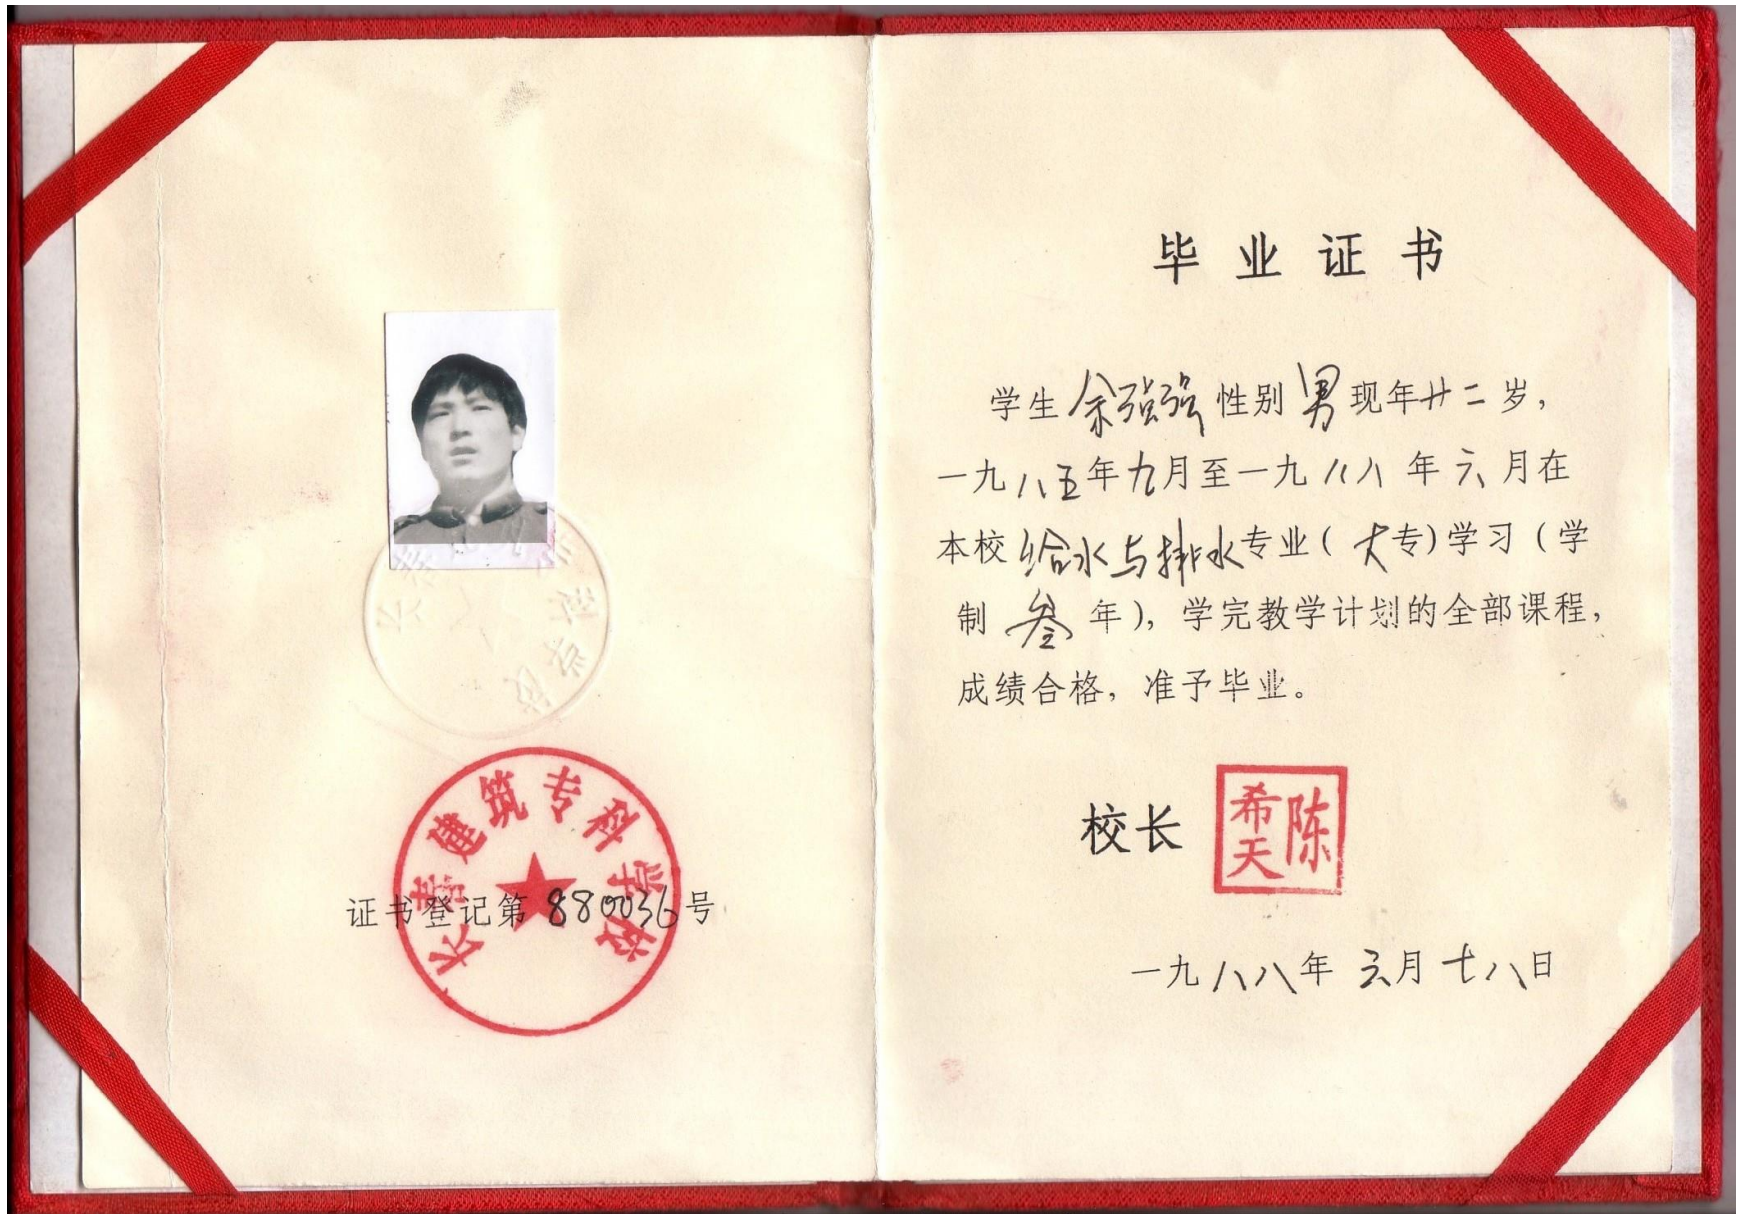 长春建筑专科学校
证书登记第880036号
毕业证书
学生余强强性别男现年廿二岁，
一九八五年九月至一九八八年六月在
本校给水与排水专业（大专）学习（学
制叁年），学完教学计划的全部课程，
成绩合格，准予毕业。
校长 陈希天
一九八八年六月十八日